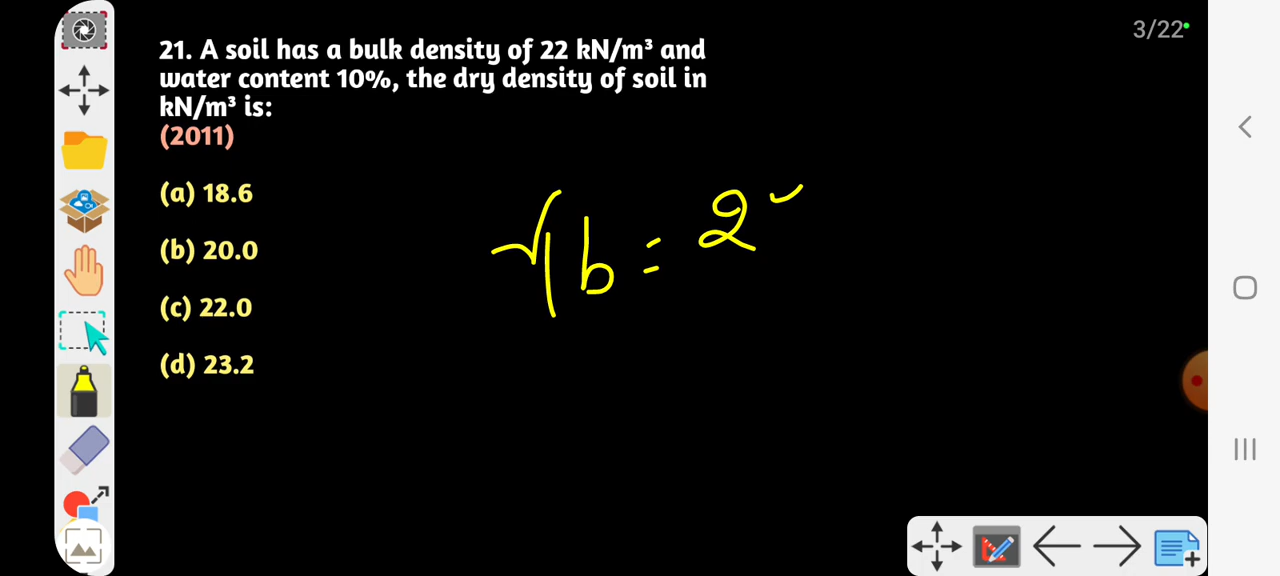 3/22
21. A soil has a bulk density of 22 kN/m³ and
water content 10%, the dry density of soil in
kN/m³ is:
(2011)
(a) 18.6
(b) 20.0
(c) 22.0
(d) 23.2
γb = 2